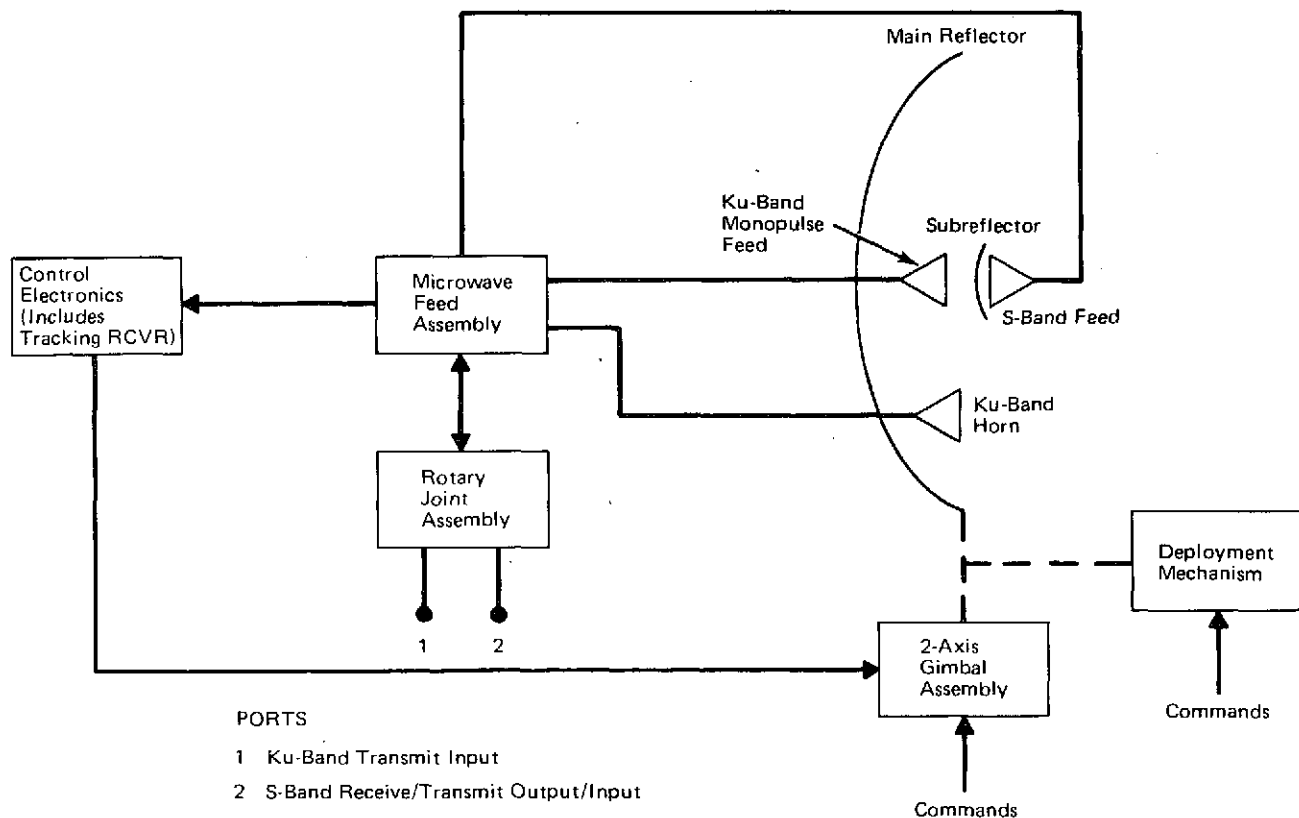 Main Reflector
Ku-Band
Monopulse
Feed
Subreflector
S-Band Feed
Control
Electronics
(Includes
Tracking RCVR)
Microwave
Feed
Assembly
Ku-Band
Horn
Rotary
Joint
Assembly
Deployment
Mechanism
1
2
2-Axis
Gimbal
Assembly
Commands
PORTS
1 Ku-Band Transmit Input
2 S-Band Receive/Transmit Output/Input
Commands